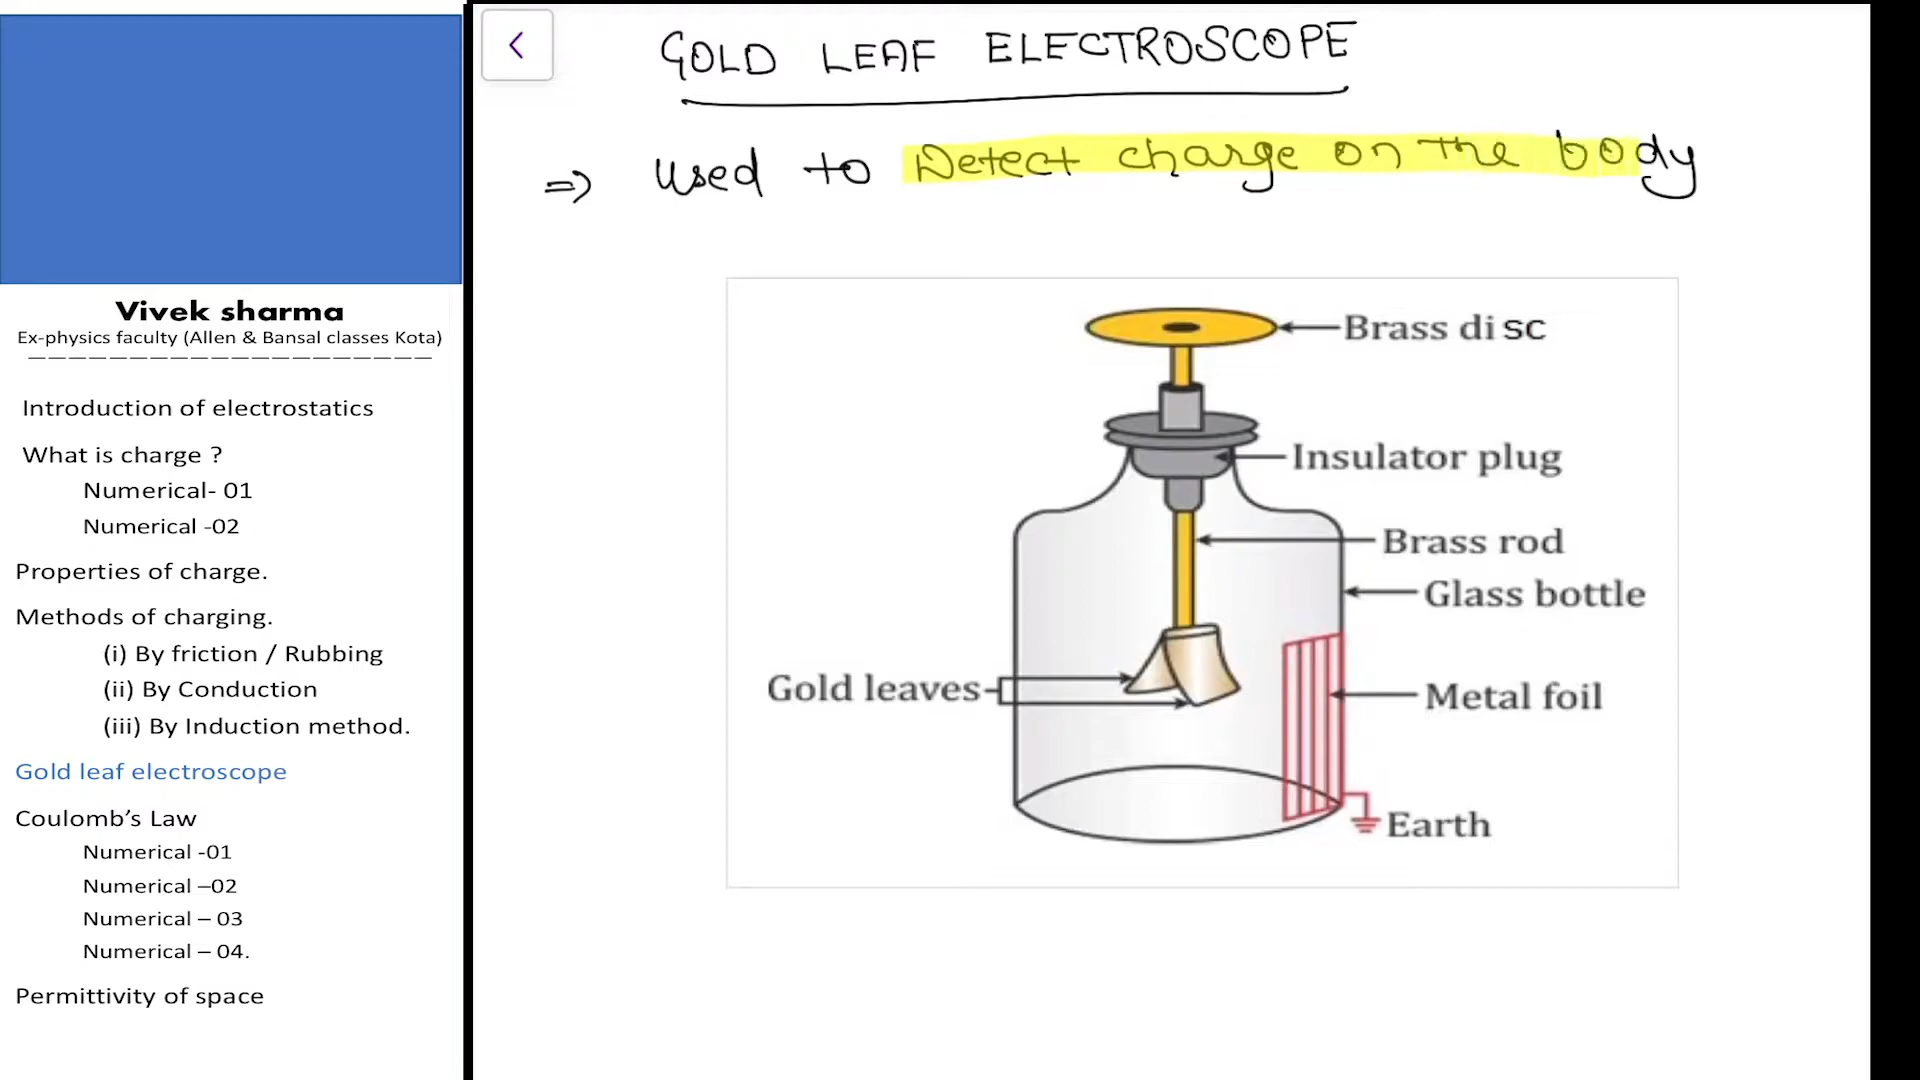 Vivek sharma
Ex-physics faculty (Allen & Bansal classes Kota)
Introduction of electrostatics
What is charge ?
Numerical- 01
Numerical -02
Properties of charge.
Methods of charging.
(i) By friction / Rubbing
(ii) By Conduction
(iii) By Induction method.
Gold leaf electroscope
Coulomb’s Law
Numerical -01
Numerical –02
Numerical – 03
Numerical – 04.
Permittivity of space
GOLD LEAF ELECTROSCOPE
⇒ Used to Detect charge on the body
Brass disc
Insulator plug
Brass rod
Glass bottle
Gold leaves
Metal foil
Earth